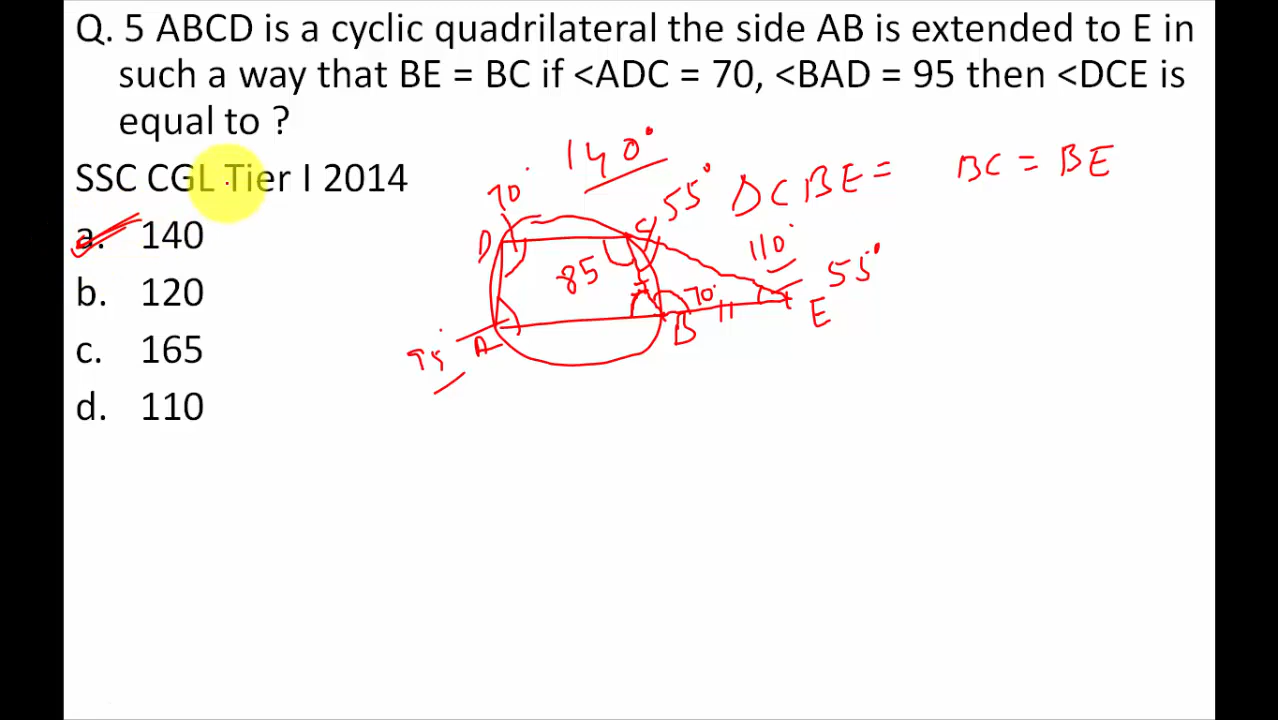 Q. 5 ABCD is a cyclic quadrilateral the side AB is extended to E in
such a way that BE = BC if <ADC = 70, <BAD = 95 then <DCE is
equal to ?
SSC CGL Tier I 2014
a. 140
b. 120
c. 165
d. 110
140°
70°
55°
ΔCBE =
BC = BE
D
C
85
110°
55°
70°
E
B
A
95°